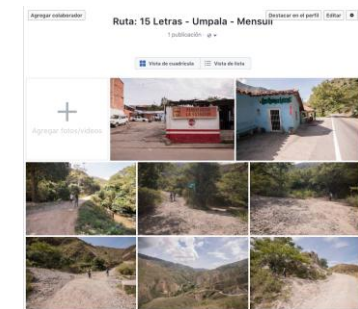 Agregar colaborador
Ruta: 15 Letras - Umpala - Mensuli
Destacar en el perfil
Editar
1 publicación
Vista de cuadrícula
Vista de lista
Agregar fotos/videos